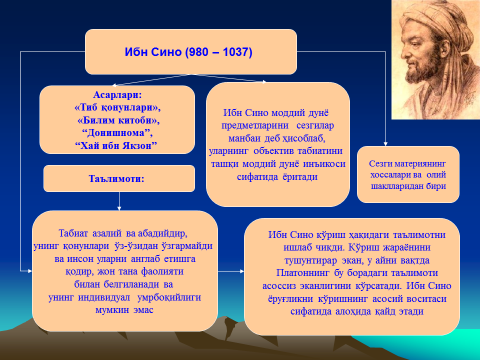 Ибн Сино (980 – 1037)
Асарлари:
«Тиб қонунлари»,
«Билим китоби»,
“Донишнома”,
“Хай ибн Якзон”
Ибн Сино моддий дунё
предметларини сезгилар
манбаи деб ҳисоблаб,
уларнинг объектив табиатини
ташқи моддий дунё инъикоси
сифатида ёритади
Сезги материянинг
хоссалари ва олий
шаклларидан бири
Таълимоти:
Табиат азалий ва абадийдир,
унинг қонунлари ўз-ўзидан ўзгармайди
ва инсон уларни англаб етишга
қодир, жон тана фаолияти
билан белгиланади ва
унинг индивидуал умрбоқийлиги
мумкин эмас
Ибн Сино кўриш ҳақидаги таълимотни
ишлаб чиқди. Кўриш жараёнини
тушунтирар экан, у айни вақтда
Платоннинг бу борадаги таълимоти
асоссиз эканлигини кўрсатади. Ибн Сино
ёруғликни кўришнинг асосий воситаси
сифатида алоҳида қайд этади